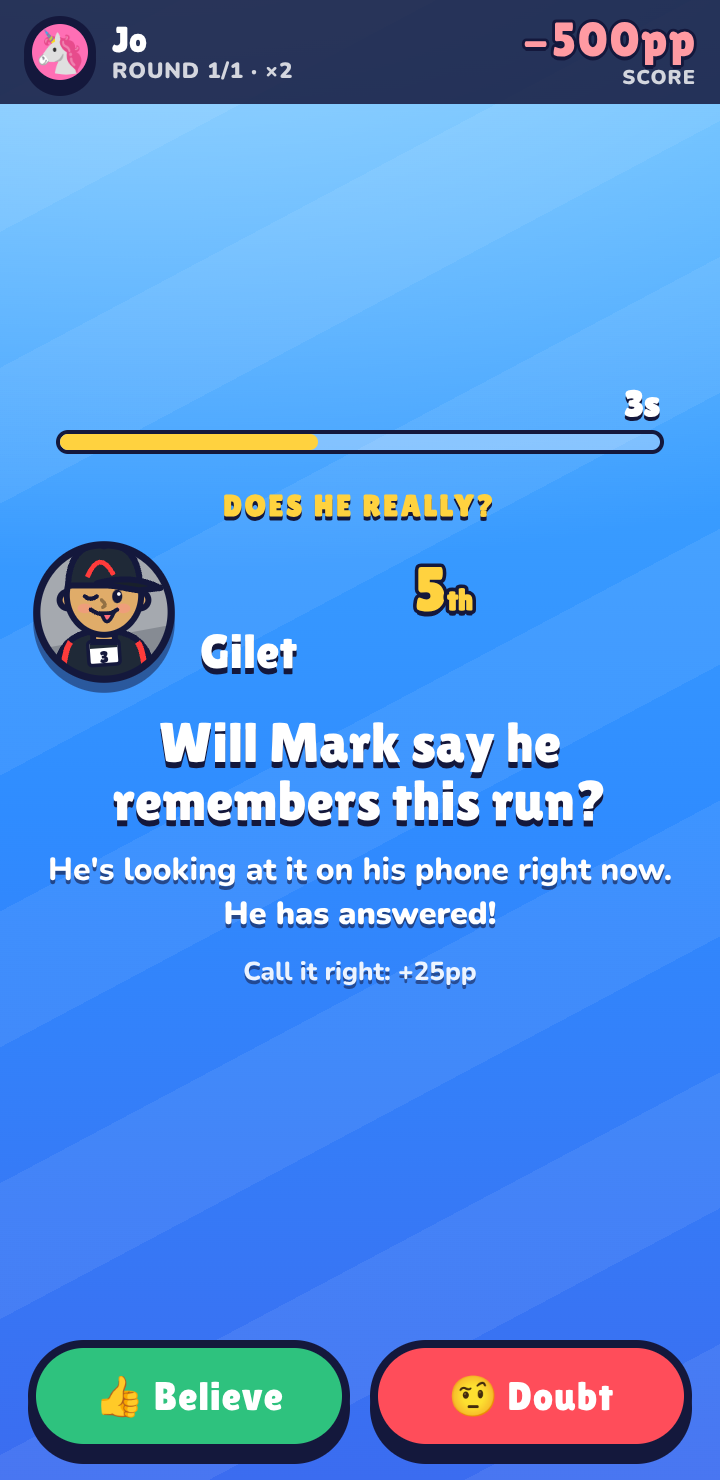 Jo
ROUND 1/1 · ×2
–500pp
SCORE
3s
DOES HE REALLY?
3
5th
Gilet
Will Mark say he
remembers this run?
He's looking at it on his phone right now.
He has answered!
Call it right: +25pp
👍 Believe
🤨 Doubt